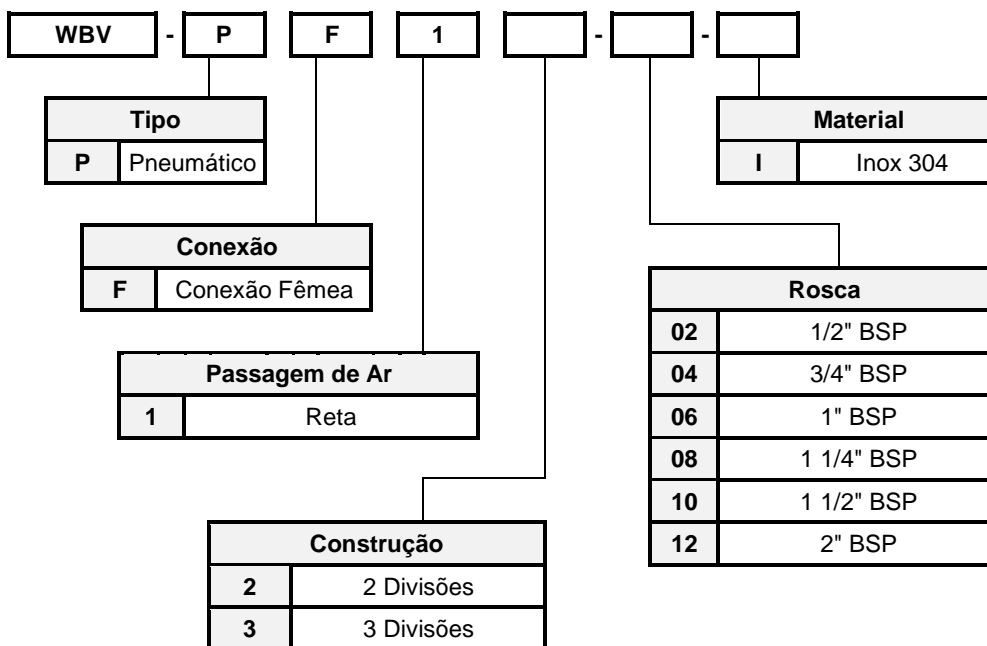 WBV - P F 1 - -
Tipo
P Pneumático
Material
I Inox 304
Conexão
F Conexão Fêmea
Rosca
02 1/2" BSP
04 3/4" BSP
06 1" BSP
08 1 1/4" BSP
10 1 1/2" BSP
12 2" BSP
Passagem de Ar
1 Reta
Construção
2 2 Divisões
3 3 Divisões